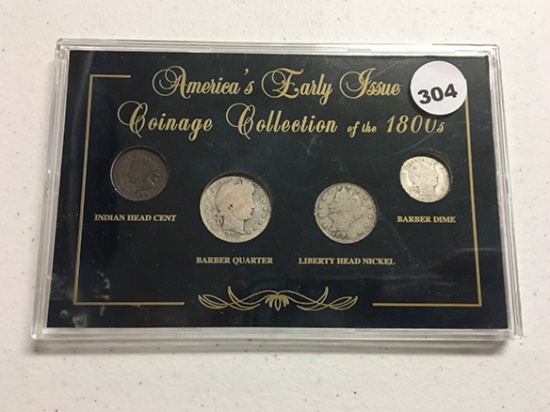 America's Early Issue
Coinage Collection of the 1800s
304
INDIAN HEAD CENT
BARBER QUARTER
LIBERTY HEAD NICKEL
BARBER DIME